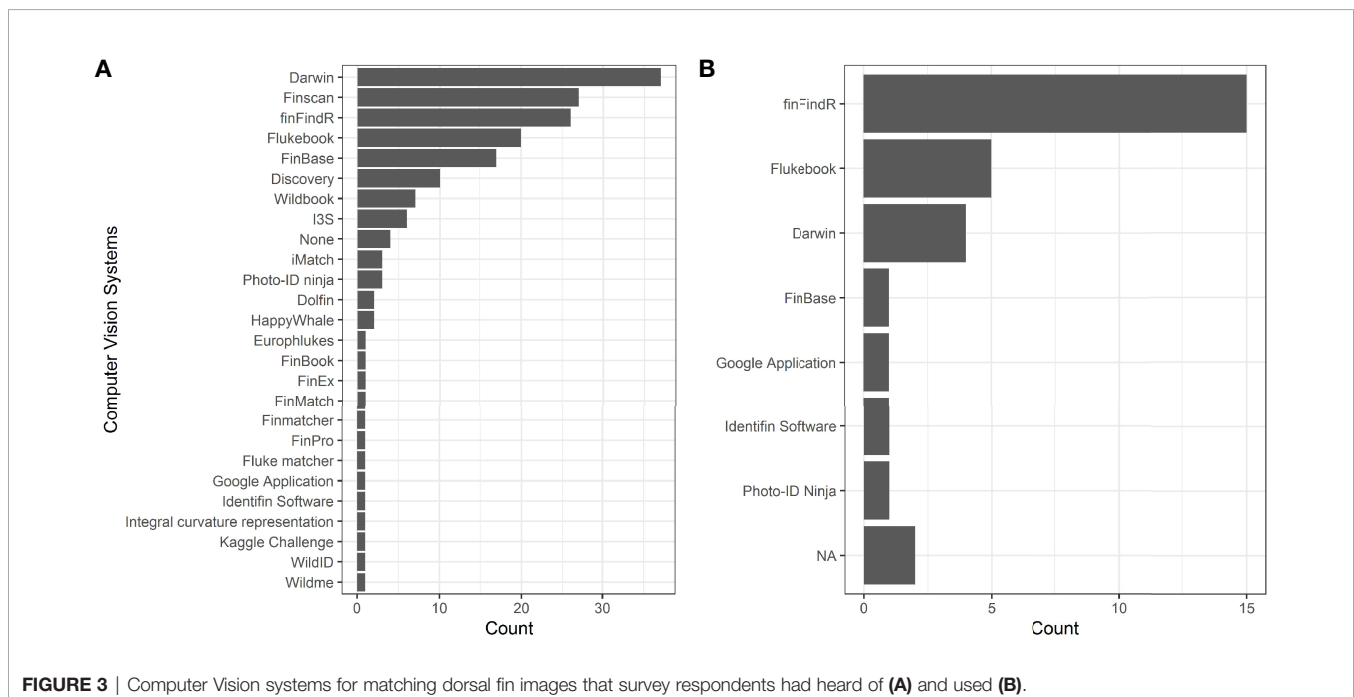 A
Computer Vision Systems
Darwin
Finscan
finFindR
Flukebook
FinBase
Discovery
Wildbook
I3S
None
iMatch
Photo-ID ninja
Dolfin
HappyWhale
Europhlukes
FinBook
FinEx
FinMatch
Finmatcher
FinPro
Fluke matcher
Google Application
Identifin Software
Integral curvature representation
Kaggle Challenge
WildID
Wildme
0 10 20 30
Count
B
finFindR
Flukebook
Darwin
FinBase
Google Application
Identifin Software
Photo-ID Ninja
NA
0 5 10 15
Count
FIGURE 3 | Computer Vision systems for matching dorsal fin images that survey respondents had heard of (A) and used (B).